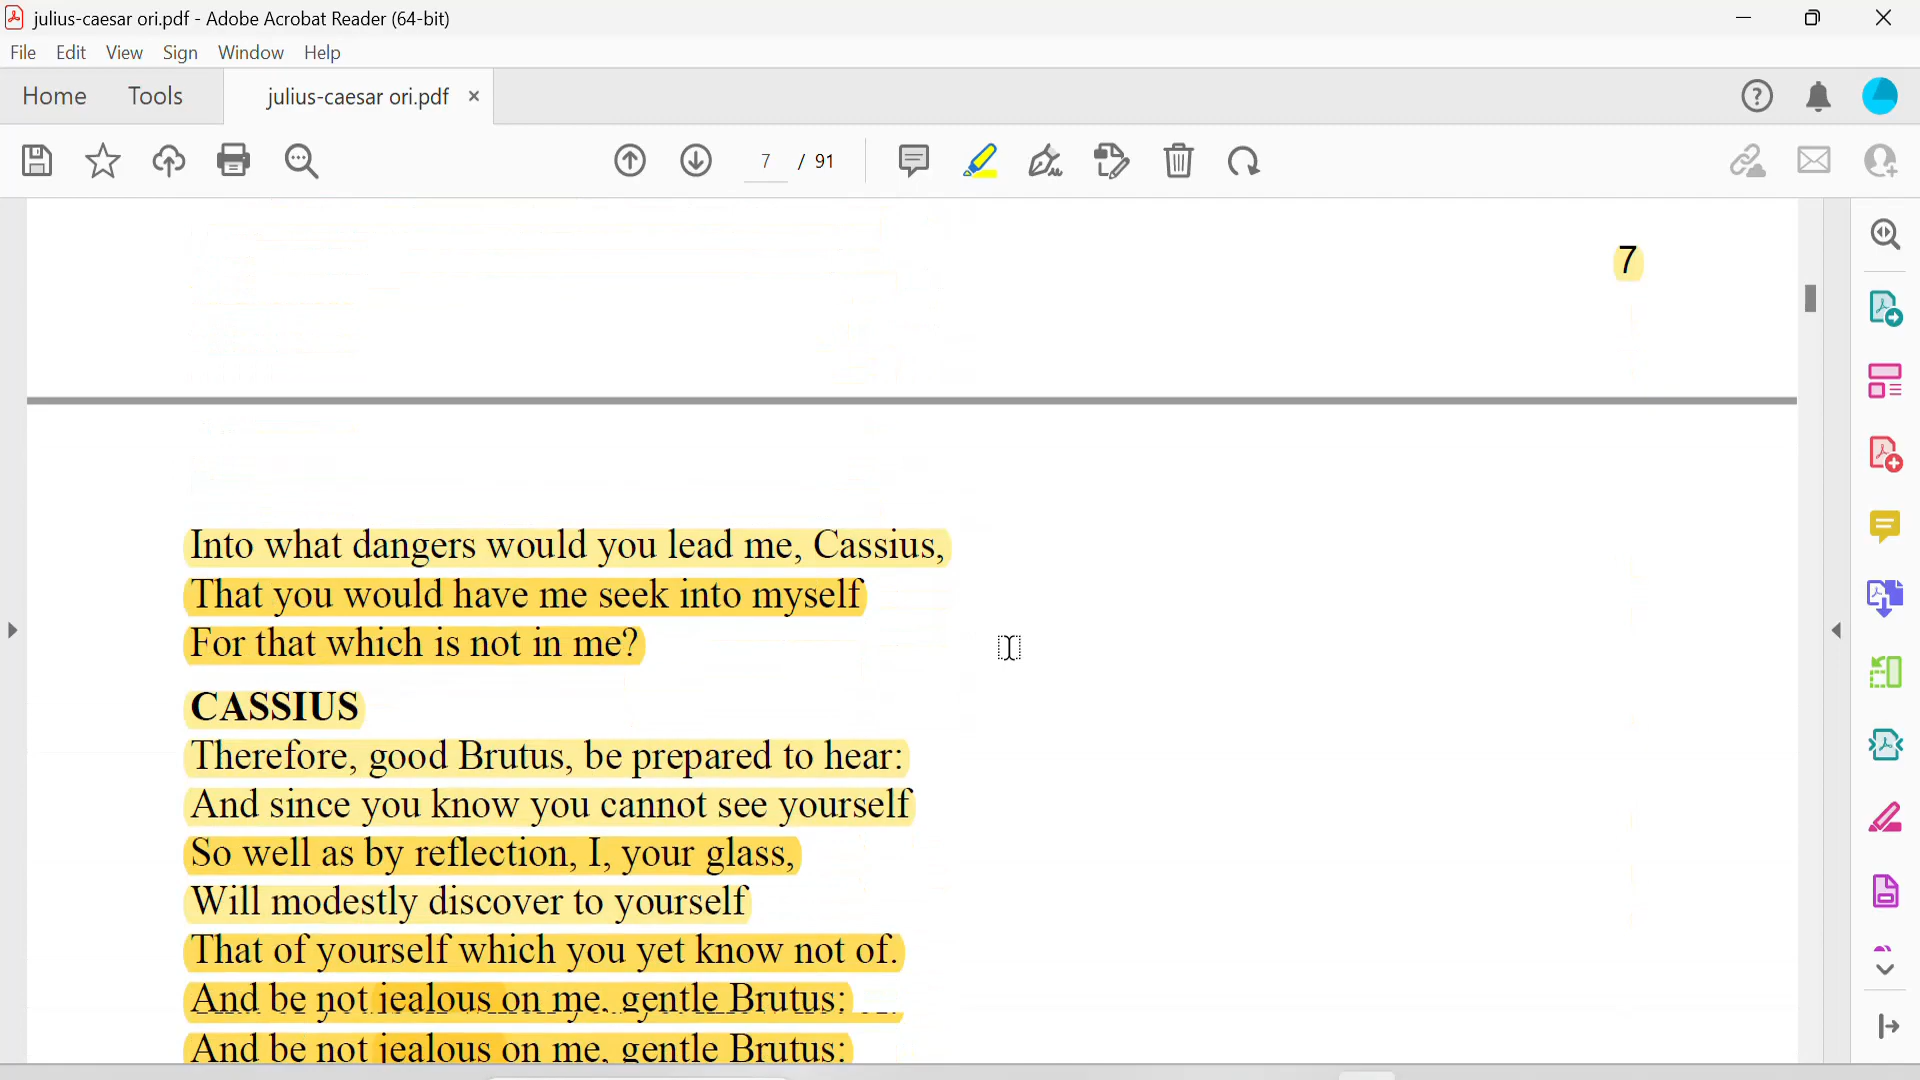 julius-caesar ori.pdf - Adobe Acrobat Reader (64-bit)
File Edit View Sign Window Help
Home Tools julius-caesar ori.pdf ×
7 / 91
7
Into what dangers would you lead me, Cassius,
That you would have me seek into myself
For that which is not in me?
CASSIUS
Therefore, good Brutus, be prepared to hear:
And since you know you cannot see yourself
So well as by reflection, I, your glass,
Will modestly discover to yourself
That of yourself which you yet know not of.
And be not jealous on me, gentle Brutus:
And be not jealous on me, gentle Brutus: